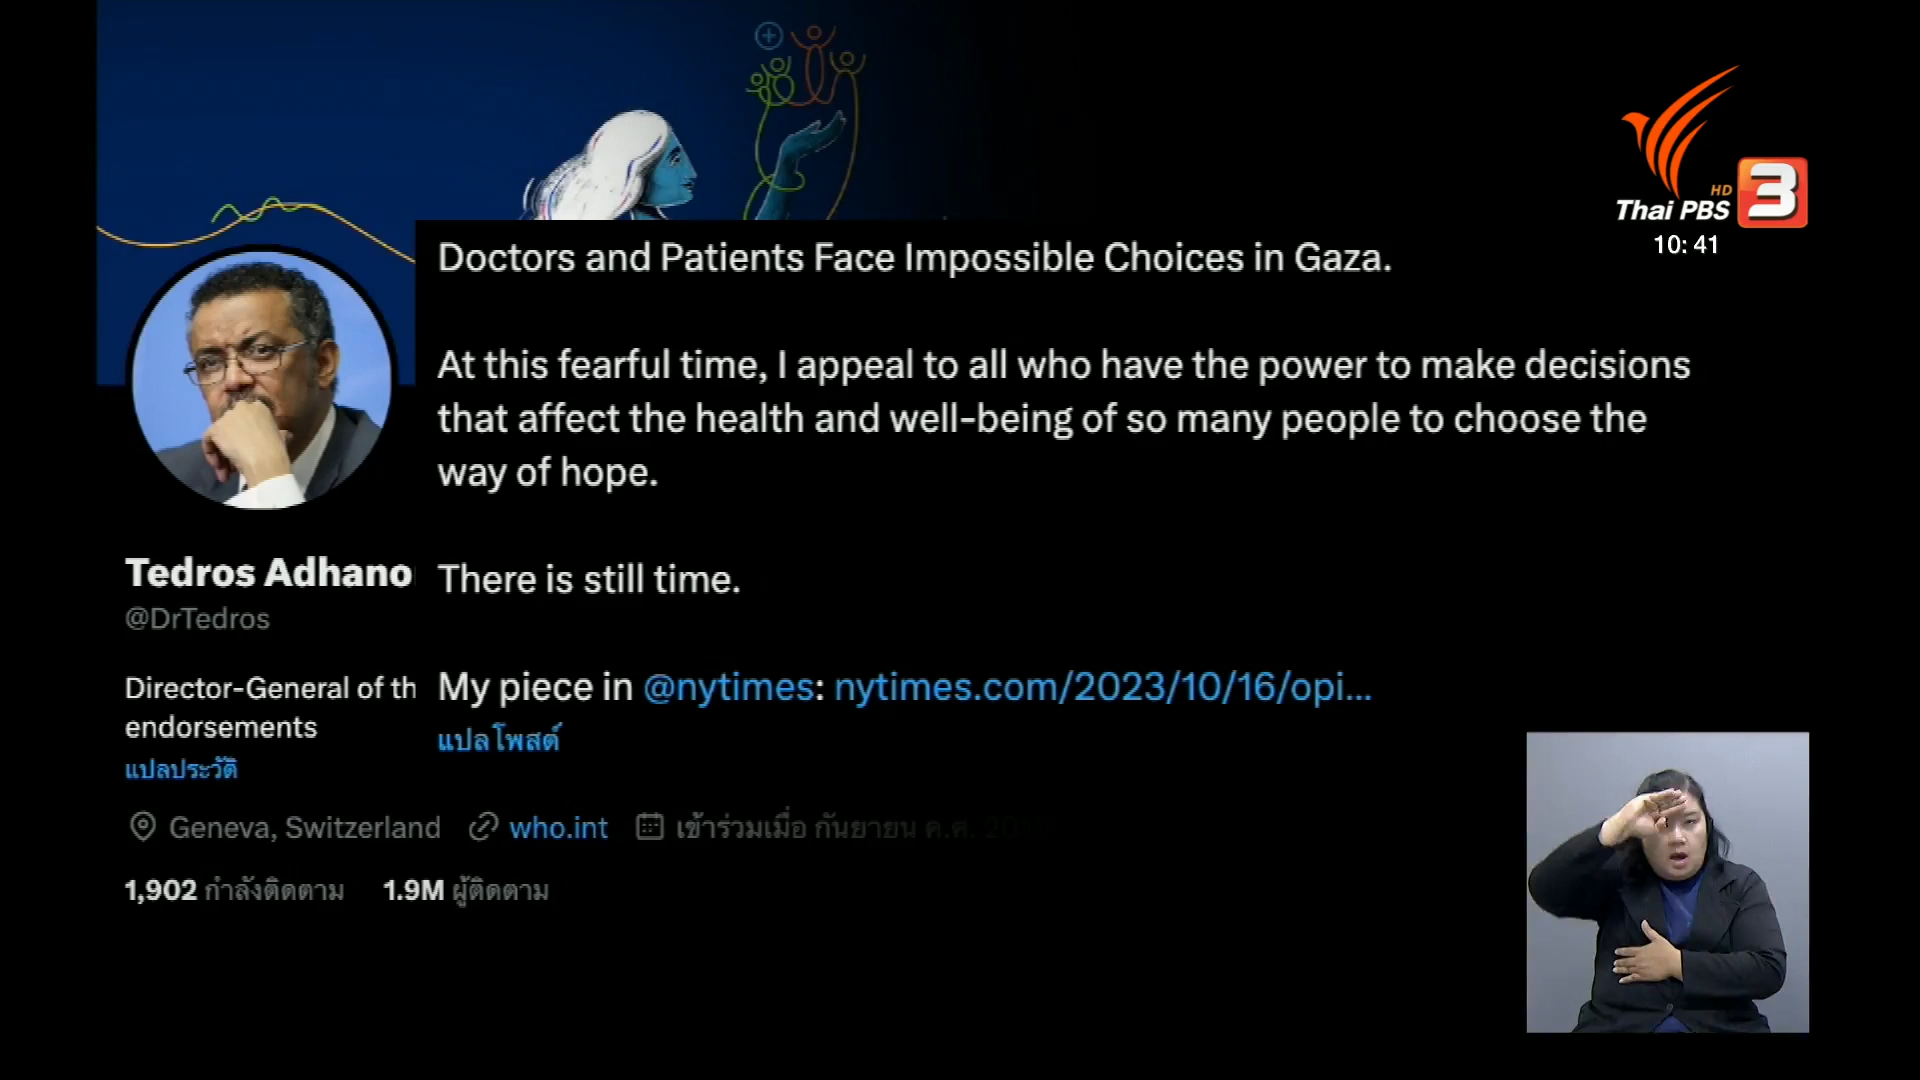 HD
Thai PBS 3
10: 41
Doctors and Patients Face Impossible Choices in Gaza.
At this fearful time, I appeal to all who have the power to make decisions
that affect the health and well-being of so many people to choose the
way of hope.
There is still time.
My piece in @nytimes: nytimes.com/2023/10/16/opi...
แปลโพสต์
Tedros Adhano
@DrTedros
Director-General of th
endorsements
แปลประวัติ
Geneva, Switzerland who.int เข้าร่วมเมื่อ กันยายน ค.ศ.
1,902 กำลังติดตาม 1.9M ผู้ติดตาม